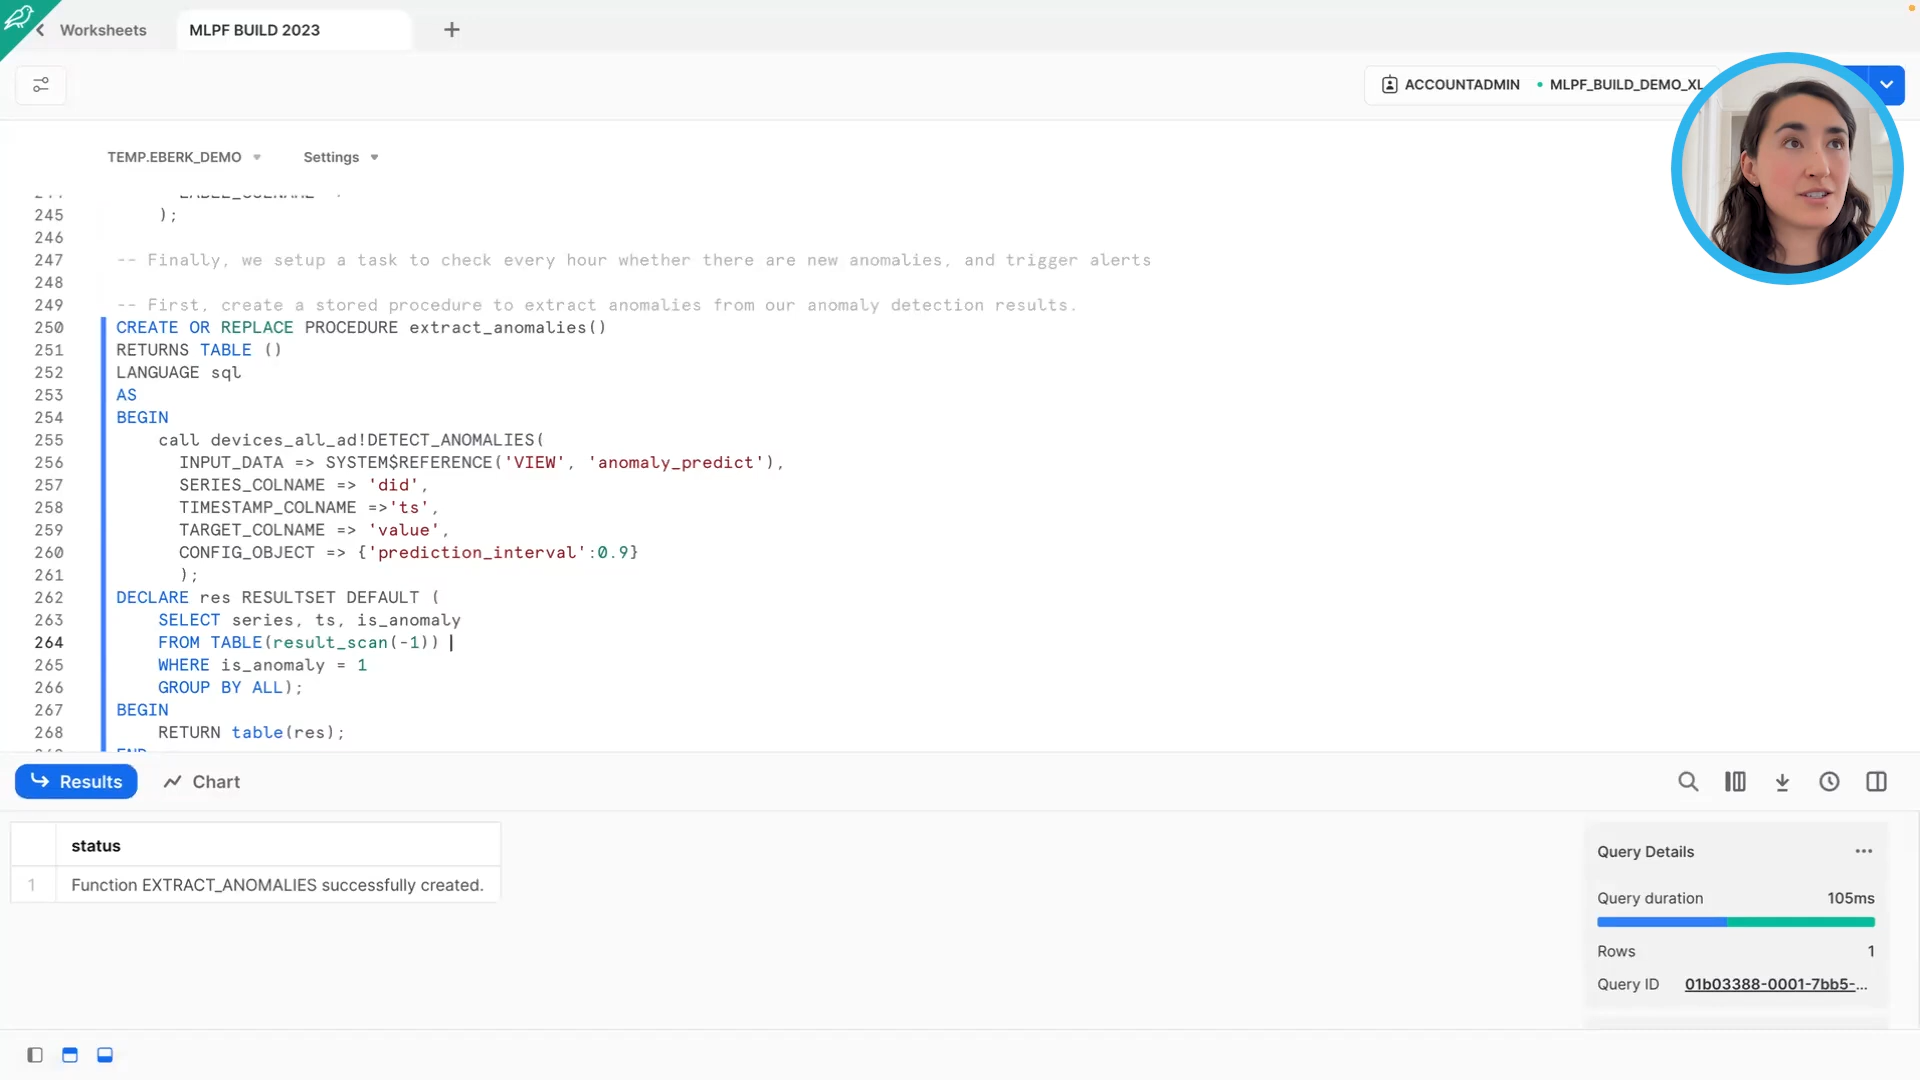 Worksheets
MLPF BUILD 2023
ACCOUNTADMIN
MLPF_BUILD_DEMO_XL
TEMP.EBERK_DEMO
Settings
245 );
246
247 -- Finally, we setup a task to check every hour whether there are new anomalies, and trigger alerts
248
249 -- First, create a stored procedure to extract anomalies from our anomaly detection results.
250 CREATE OR REPLACE PROCEDURE extract_anomalies()
251 RETURNS TABLE ()
252 LANGUAGE sql
253 AS
254 BEGIN
255 call devices_all_ad!DETECT_ANOMALIES(
256 INPUT_DATA => SYSTEM$REFERENCE('VIEW', 'anomaly_predict'),
257 SERIES_COLNAME => 'did',
258 TIMESTAMP_COLNAME =>'ts',
259 TARGET_COLNAME => 'value',
260 CONFIG_OBJECT => {'prediction_interval':0.9}
261 );
262 DECLARE res RESULTSET DEFAULT (
263 SELECT series, ts, is_anomaly
264 FROM TABLE(result_scan(-1))
265 WHERE is_anomaly = 1
266 GROUP BY ALL);
267 BEGIN
268 RETURN table(res);
Results
Chart
status
1 Function EXTRACT_ANOMALIES successfully created.
Query Details
Query duration 105ms
Rows 1
Query ID 01b03388-0001-7bb5-...